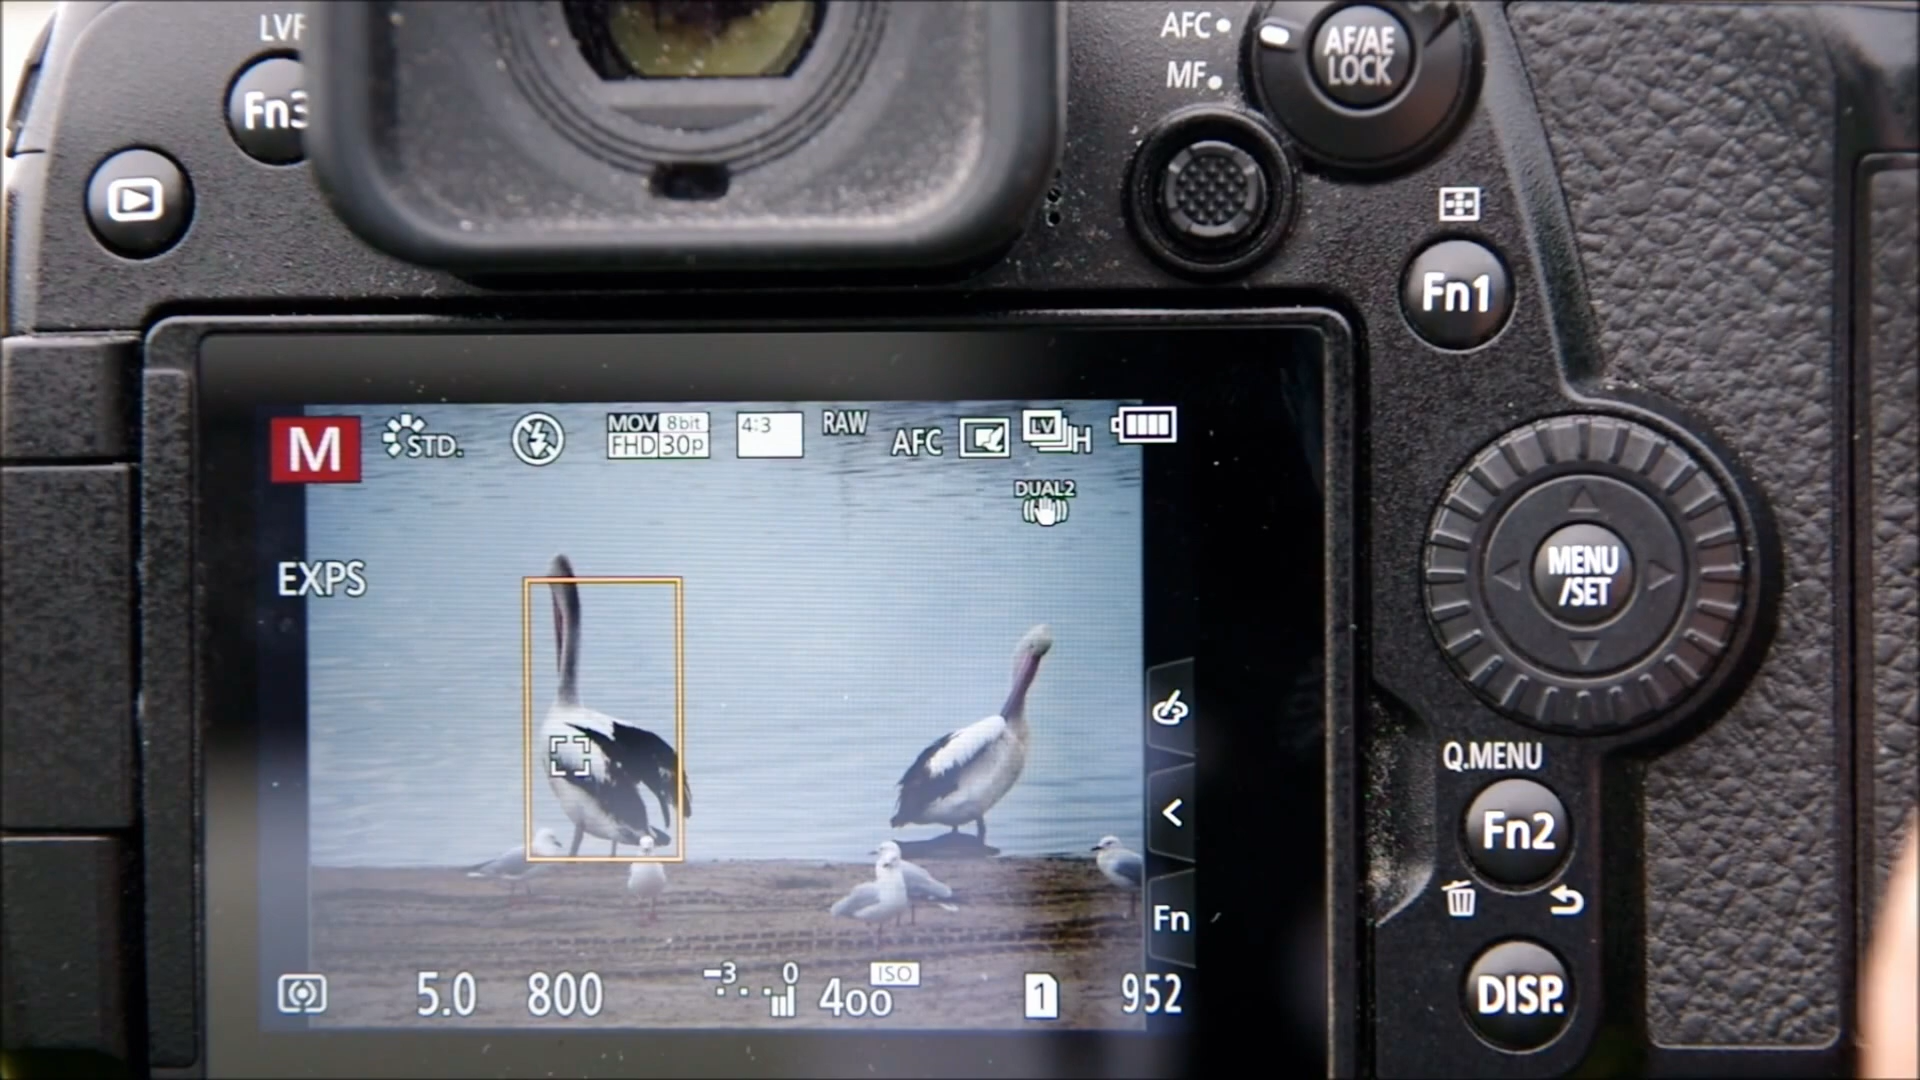 LVF
Fn3
AFC
MF
AF/AE
LOCK
Fn1
M
STD.
MOV 8bit
FHD 30p
4:3
RAW
AFC
LV
H
DUAL2
EXPS
MENU
/SET
Q.MENU
Fn2
Fn
5.0
800
-3 0
400
ISO
1
952
DISP.